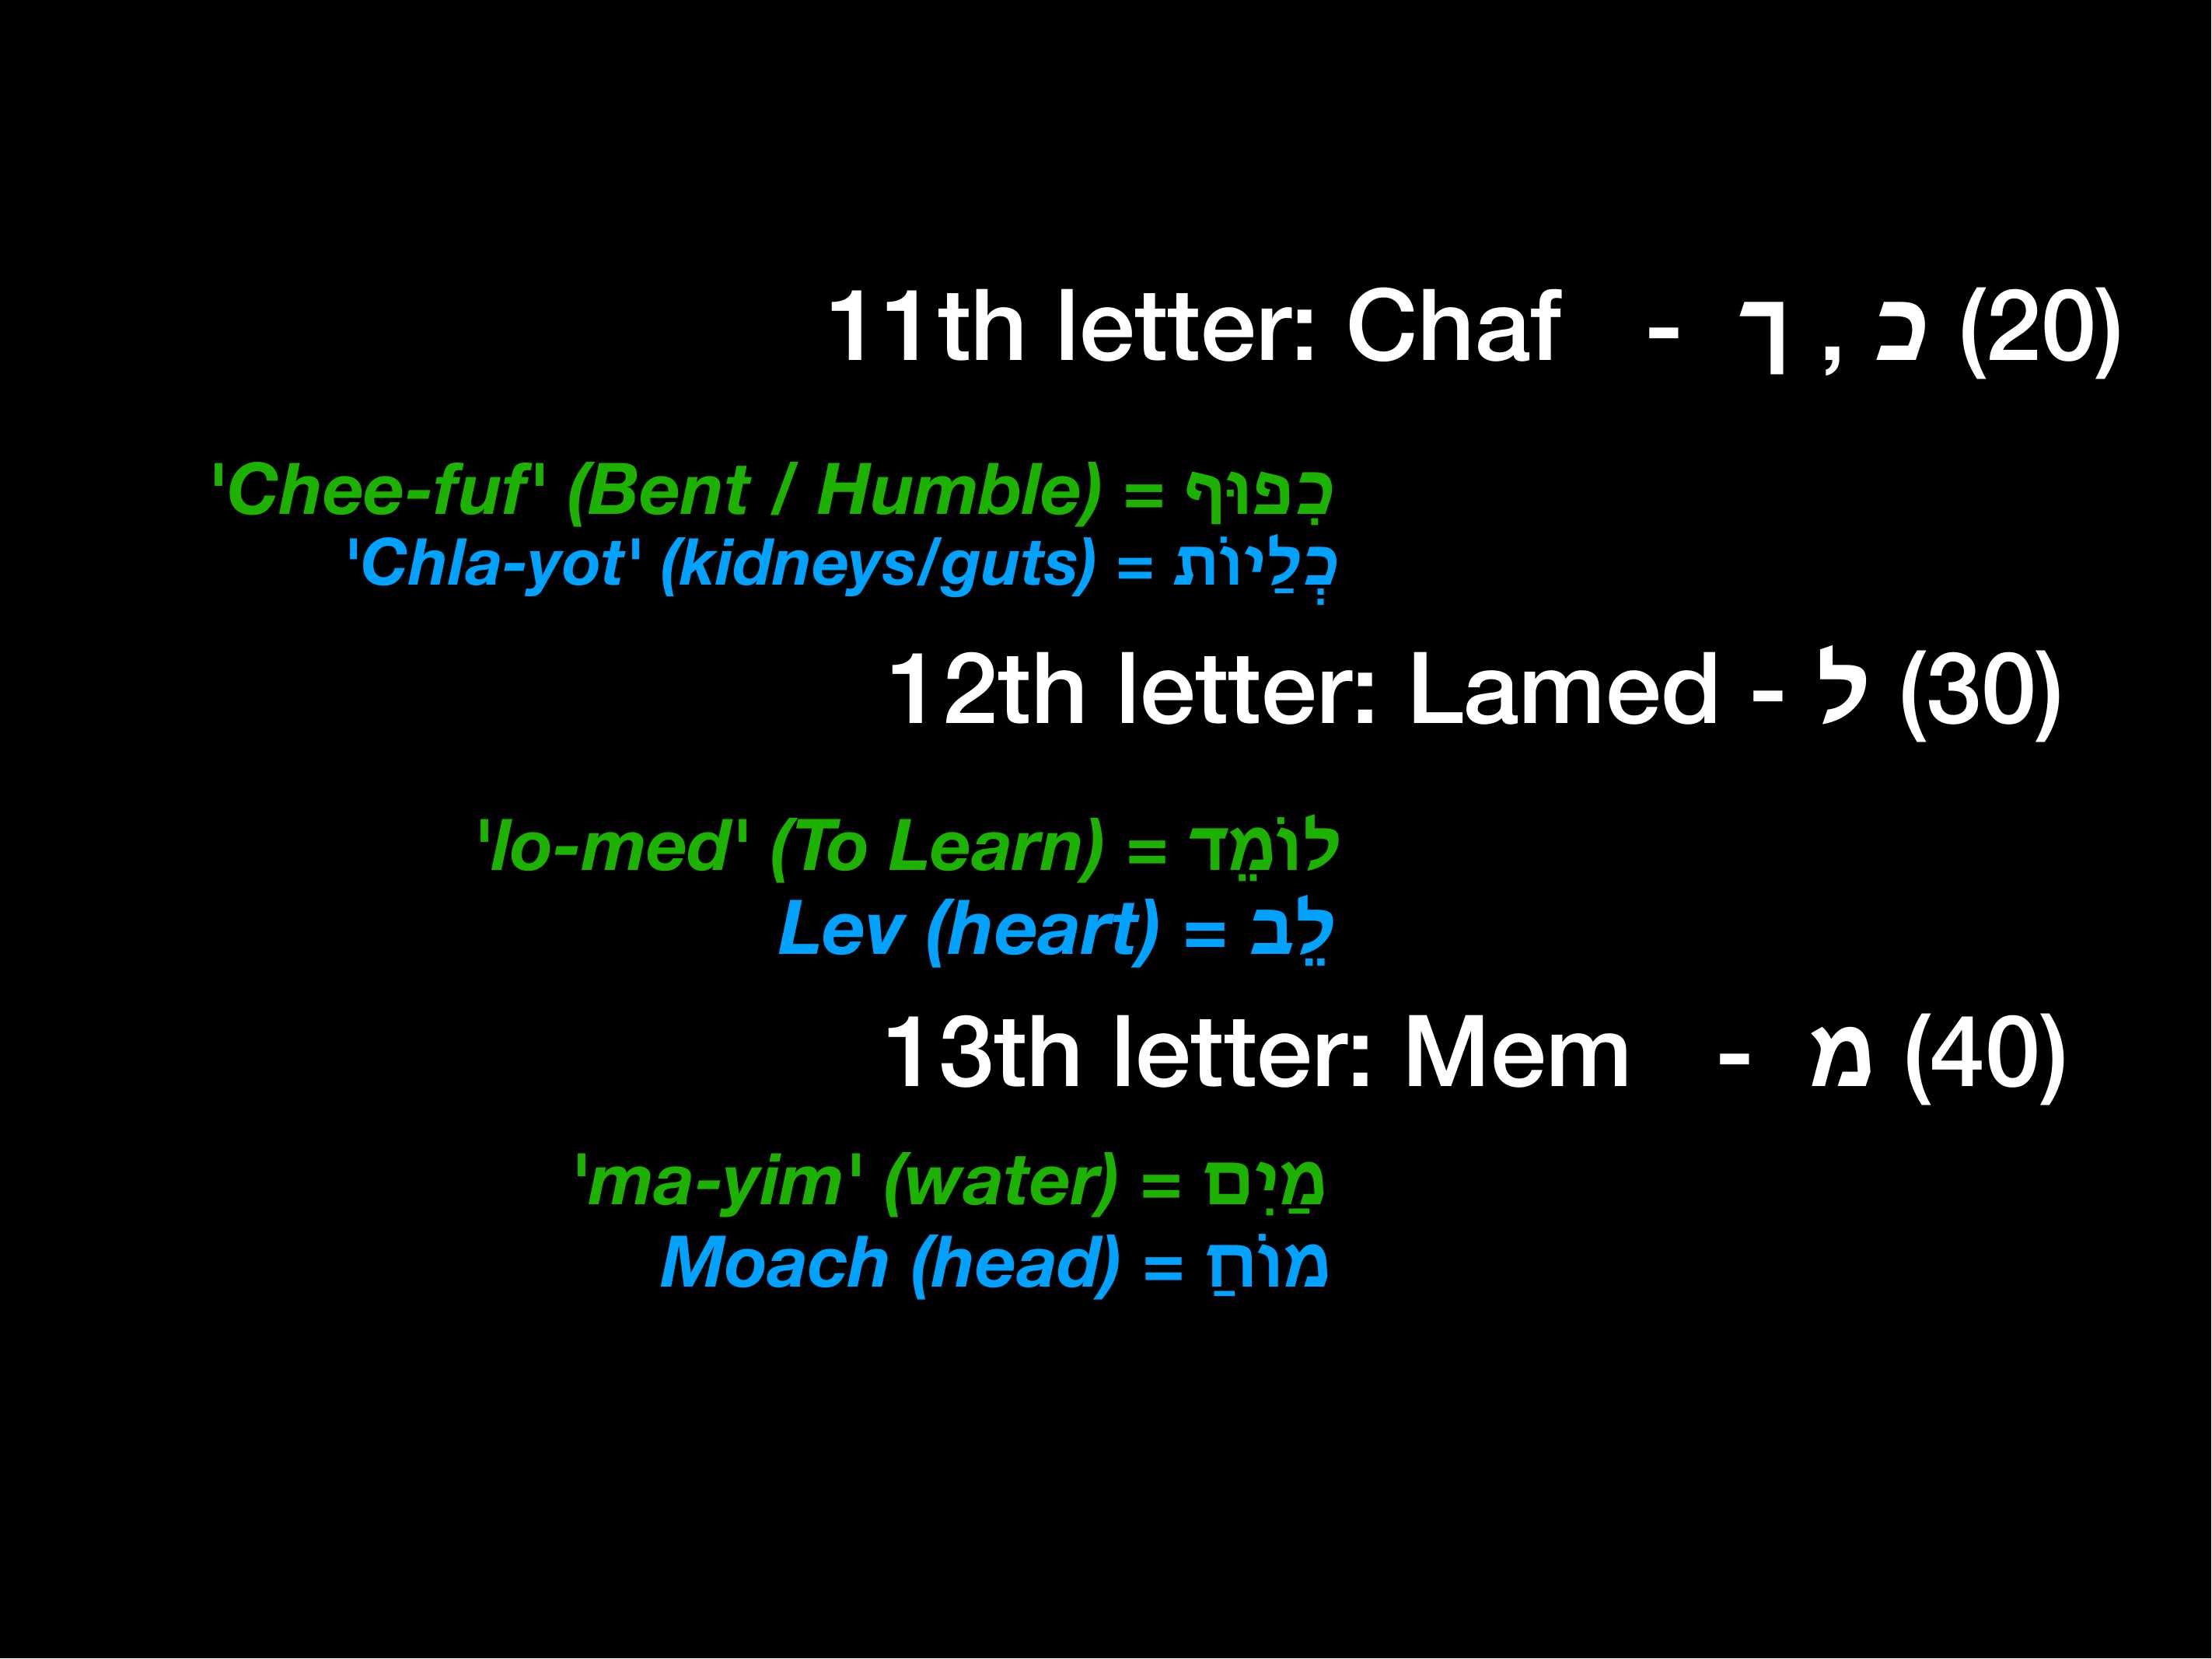 11th letter: Chaf - ך , כ (20)
'Chee-fuf' (Bent / Humble) = כִפוּף
'Chla-yot' (kidneys/guts) = כְלַיוֹת
12th letter: Lamed - ל (30)
'lo-med' (To Learn) = לוֹמֵד
Lev (heart) = לֵב
13th letter: Mem - מ (40)
'ma-yim' (water) = מַיִם
Moach (head) = מוֹחַ